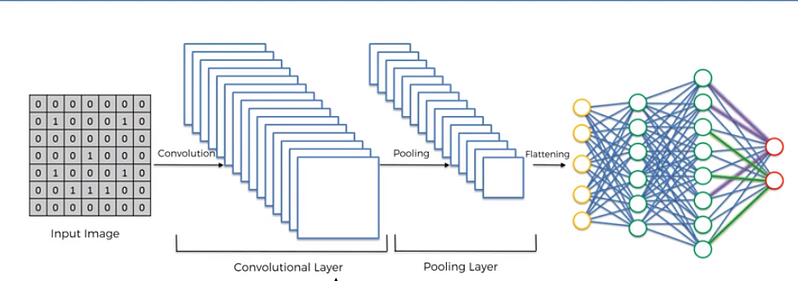 0 0 0 0 0 0 0
0 1 0 0 0 1 0
0 0 0 0 0 0 0
0 0 0 1 0 0 0
0 1 0 0 0 1 0
0 0 1 1 1 0 0
0 0 0 0 0 0 0
Input Image
Convolution
Convolutional Layer
Pooling
Pooling Layer
Flattening